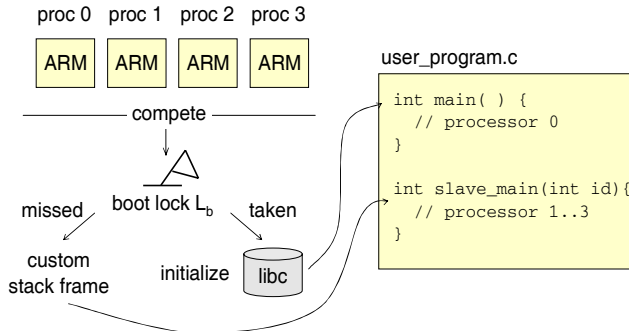 proc 0 proc 1 proc 2 proc 3
ARM ARM ARM ARM
compete
boot lock Lb
missed
taken
custom
stack frame
initialize
libc
user_program.c
int main( ) {
// processor 0
}
int slave_main(int id){
// processor 1..3
}